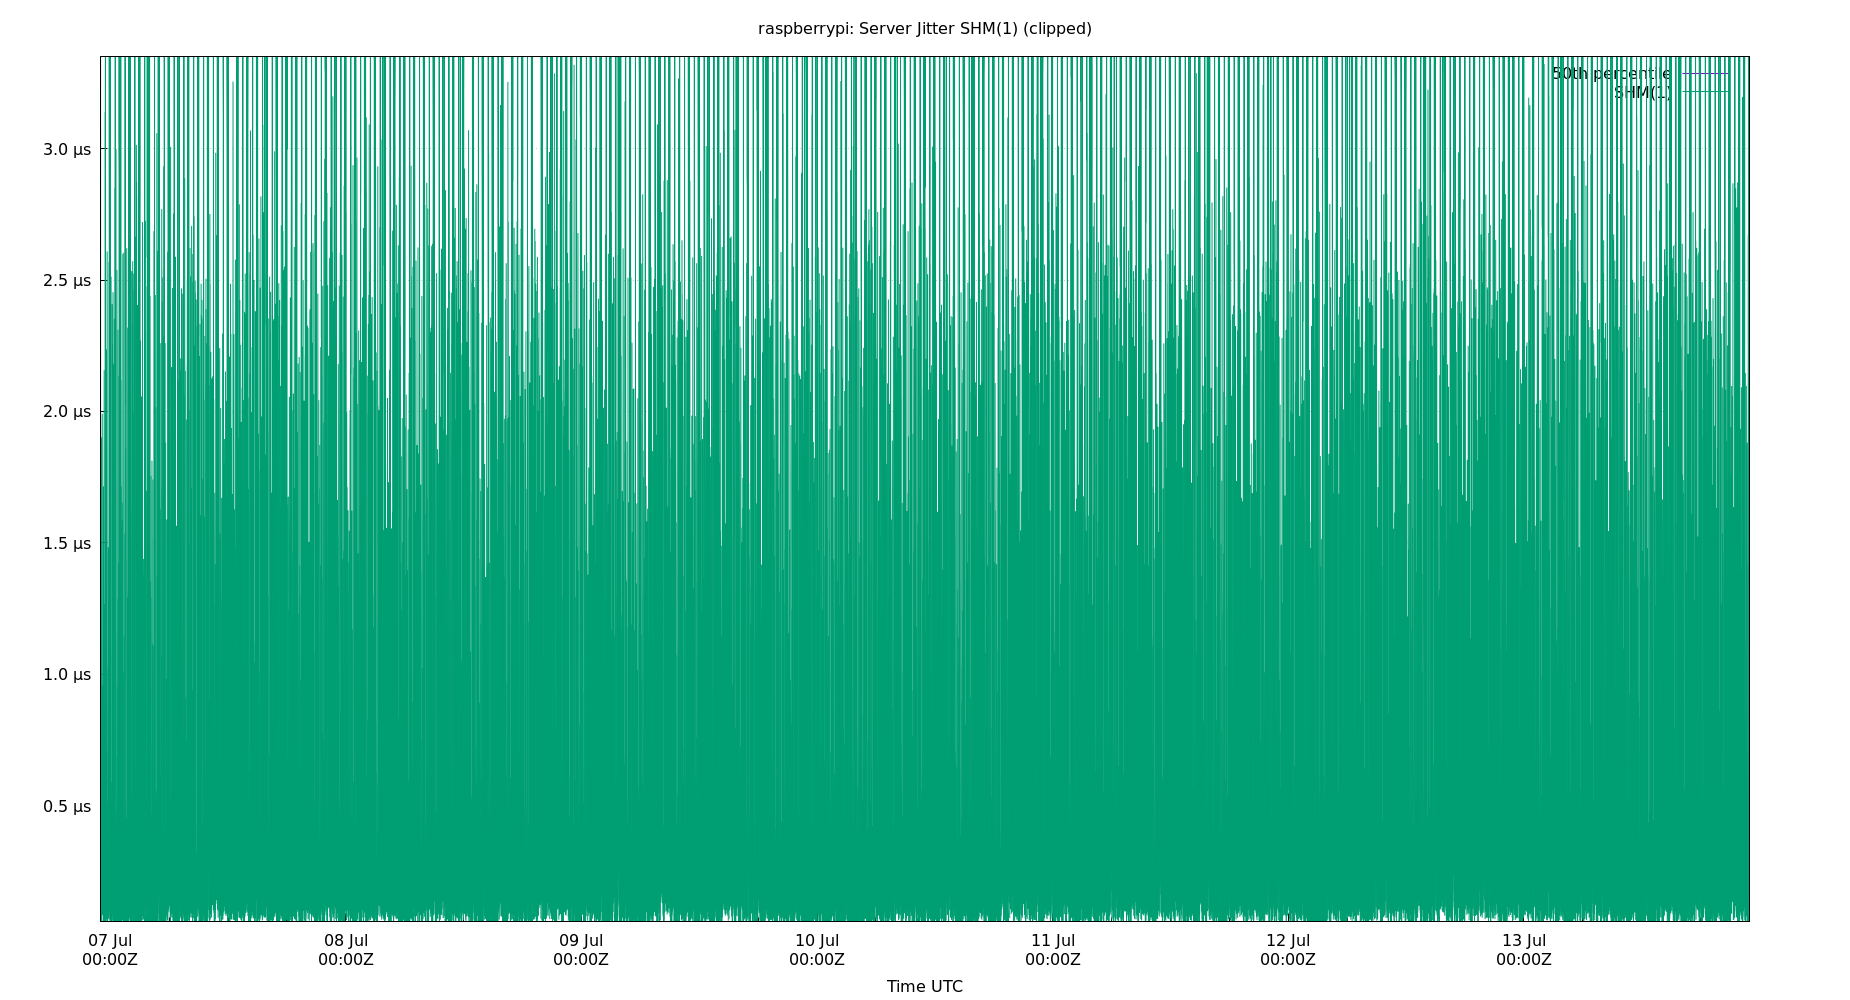 raspberrypi: Server Jitter SHM(1) (clipped)
50th percentile
SHM(1)
3.0 µs
2.5 µs
2.0 µs
1.5 µs
1.0 µs
0.5 µs
07 Jul 08 Jul 09 Jul 10 Jul 11 Jul 12 Jul 13 Jul
00:00Z 00:00Z 00:00Z 00:00Z 00:00Z 00:00Z 00:00Z
Time UTC